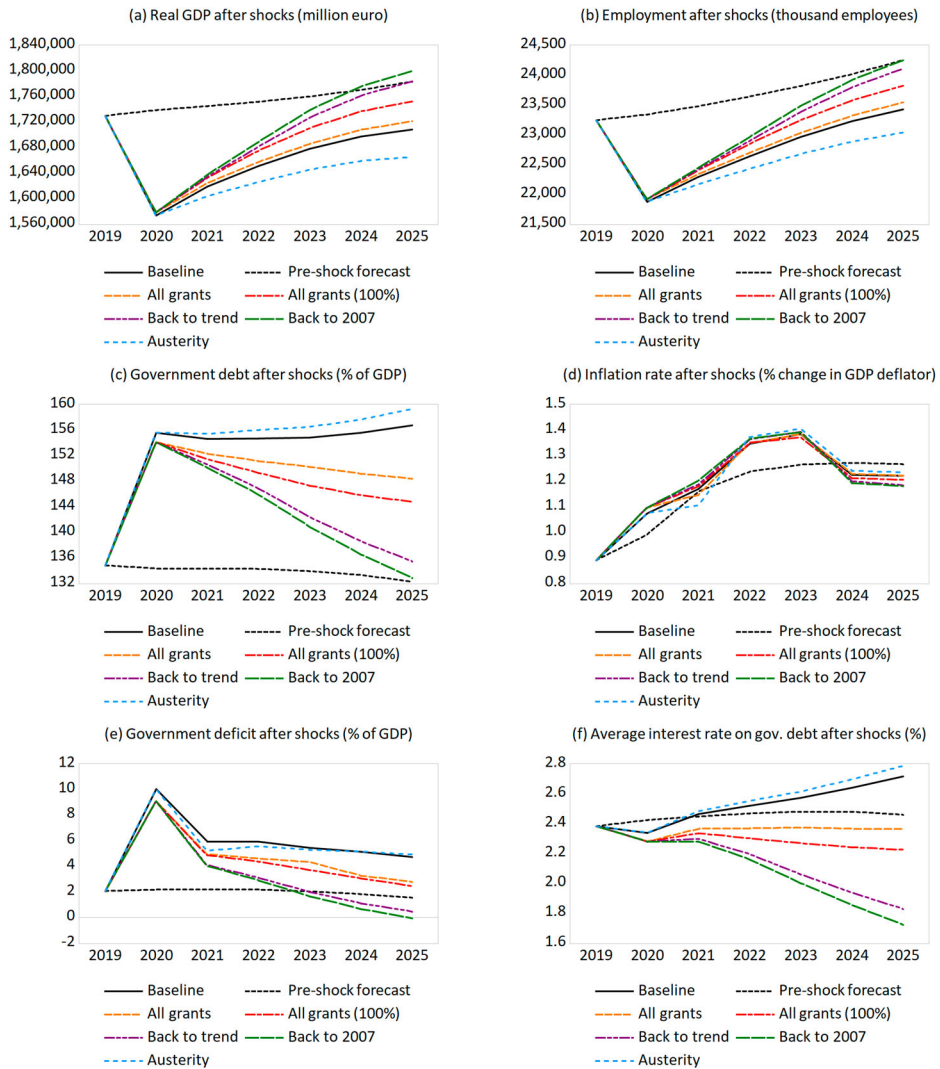 (a) Real GDP after shocks (million euro)
1,840,000
1,800,000
1,760,000
1,720,000
1,680,000
1,640,000
1,600,000
1,560,000
2019 2020 2021 2022 2023 2024 2025
Baseline Pre-shock forecast
All grants All grants (100%)
Back to trend Back to 2007
Austerity
(b) Employment after shocks (thousand employees)
24,500
24,000
23,500
23,000
22,500
22,000
21,500
2019 2020 2021 2022 2023 2024 2025
Baseline Pre-shock forecast
All grants All grants (100%)
Back to trend Back to 2007
Austerity
(c) Government debt after shocks (% of GDP)
160
156
152
148
144
140
136
132
2019 2020 2021 2022 2023 2024 2025
Baseline Pre-shock forecast
All grants All grants (100%)
Back to trend Back to 2007
Austerity
(d) Inflation rate after shocks (% change in GDP deflator)
1.5
1.4
1.3
1.2
1.1
1.0
0.9
0.8
2019 2020 2021 2022 2023 2024 2025
Baseline Pre-shock forecast
All grants All grants (100%)
Back to trend Back to 2007
Austerity
(e) Government deficit after shocks (% of GDP)
12
10
8
6
4
2
0
-2
2019 2020 2021 2022 2023 2024 2025
Baseline Pre-shock forecast
All grants All grants (100%)
Back to trend Back to 2007
Austerity
(f) Average interest rate on gov. debt after shocks (%)
2.8
2.6
2.4
2.2
2.0
1.8
1.6
2019 2020 2021 2022 2023 2024 2025
Baseline Pre-shock forecast
All grants All grants (100%)
Back to trend Back to 2007
Austerity